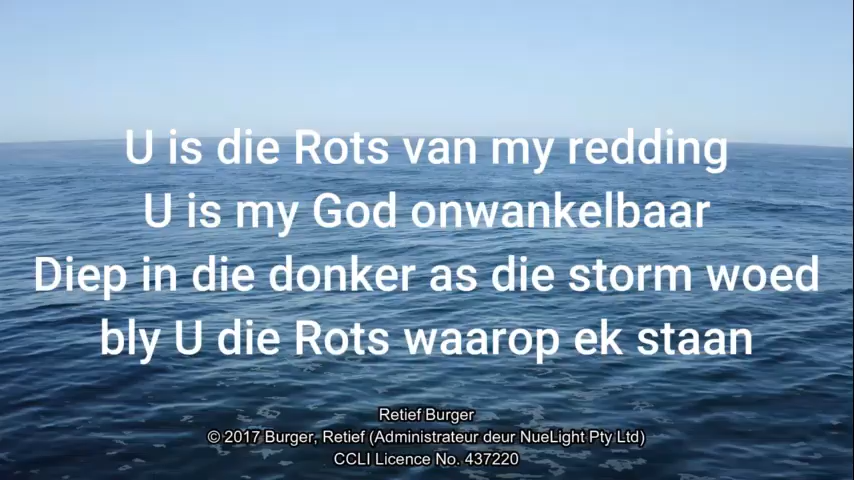 U is die Rots van my redding
U is my God onwankelbaar
Diep in die donker as die storm woed
bly U die Rots waarop ek staan
Retief Burger
© 2017 Burger, Retief (Administrateur deur NueLight Pty Ltd)
CCLI Licence No. 437220